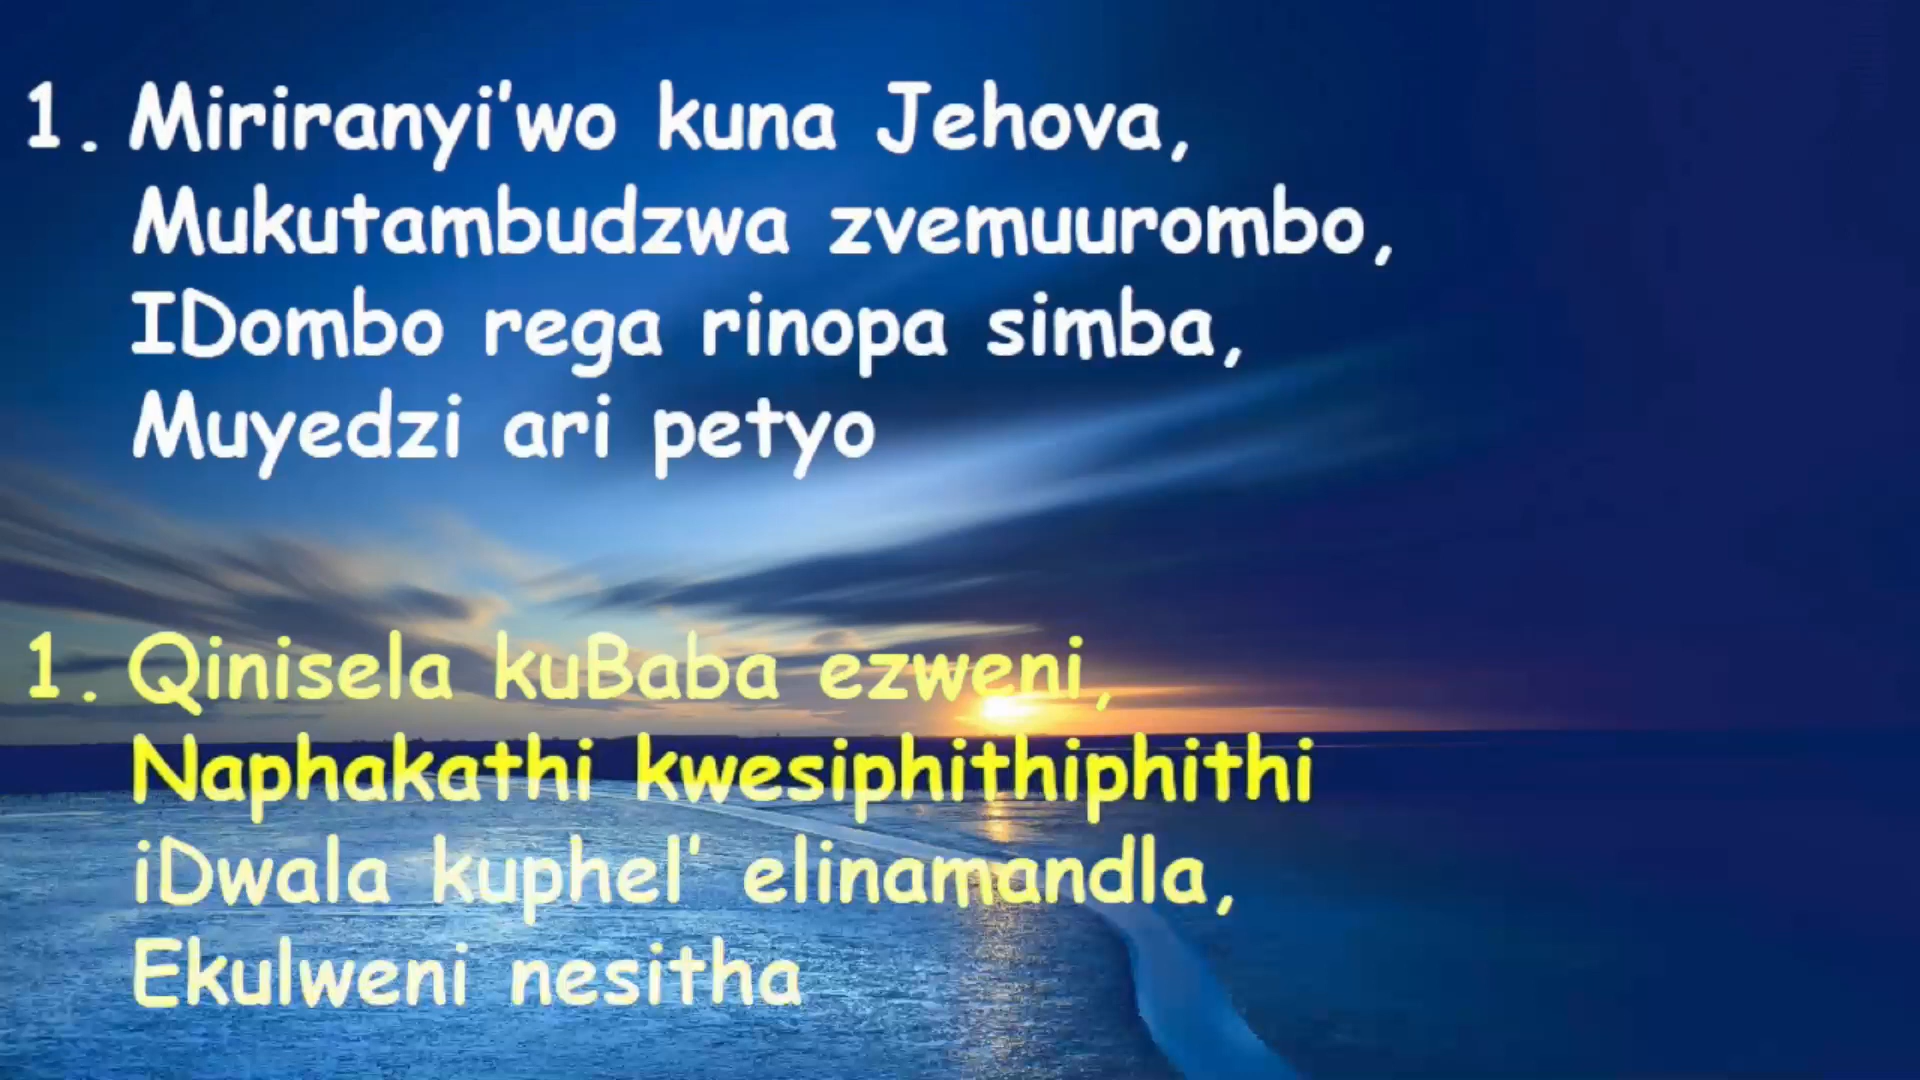 1. Miriranyi'wo kuna Jehova,
Mukutambudzwa zvemuurombo,
IDombo rega rinopa simba,
Muyedzi ari petyo
1. Qinisela kuBaba ezweni,
Naphakathi kwesiphithiphithi
iDwala kuphel' elinamandla,
Ekulweni nesitha